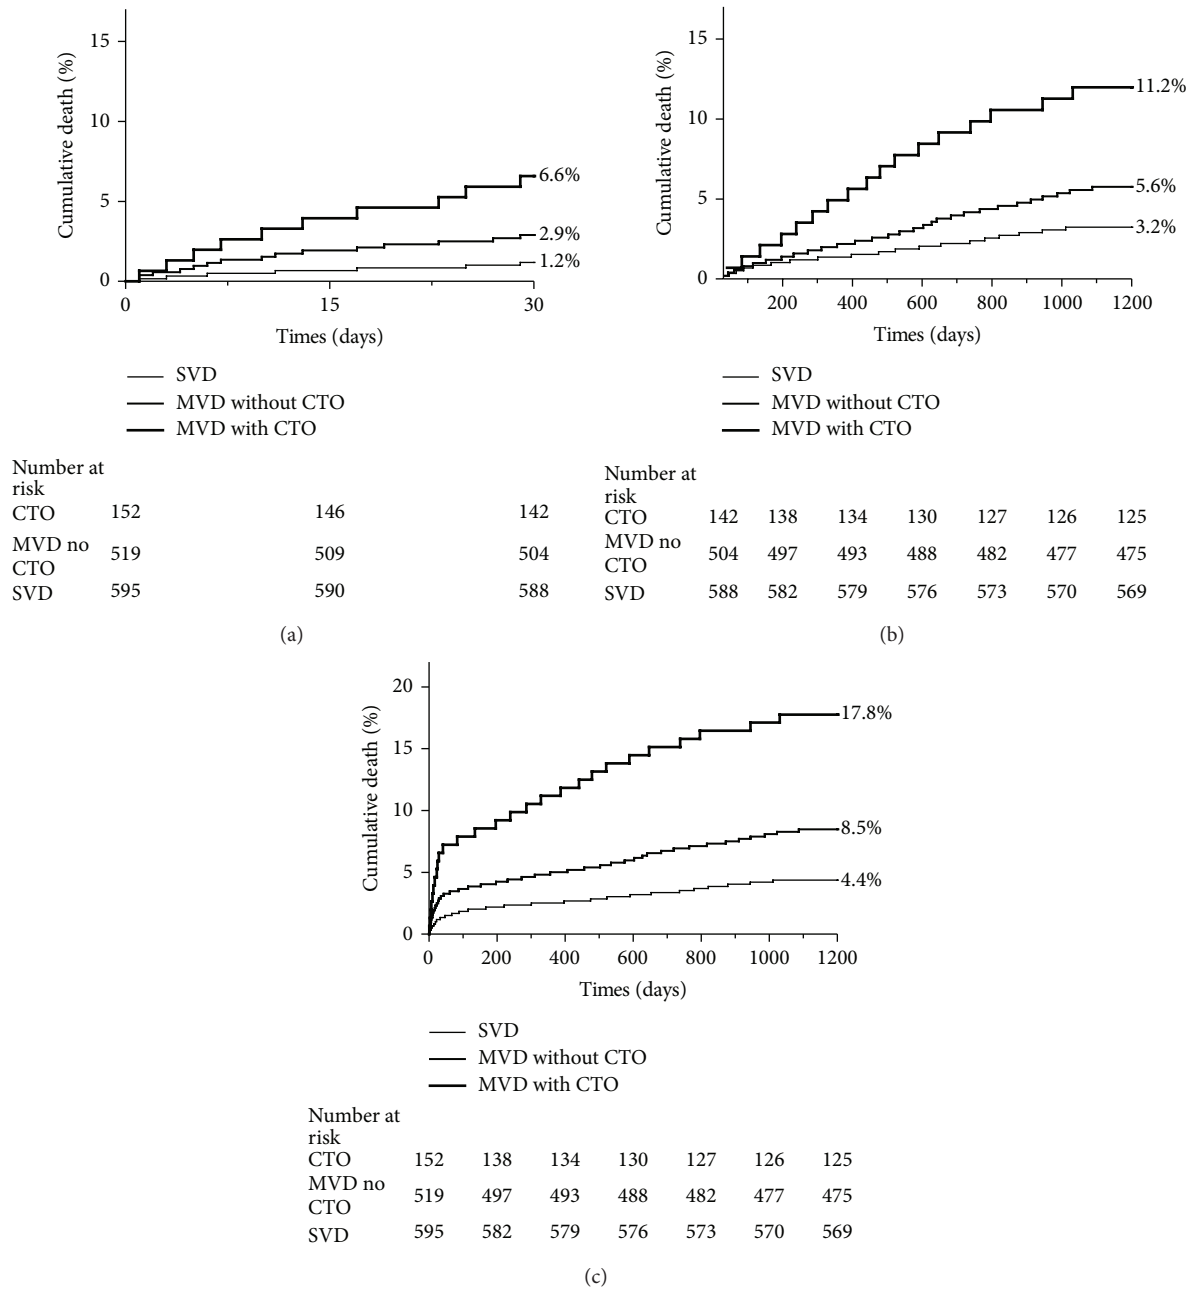 15
10
5
0
Cumulative death (%)
6.6%
2.9%
1.2%
0 15 30
Times (days)
SVD
MVD without CTO
MVD with CTO
Number at
risk
CTO 152 146 142
MVD no
CTO 519 509 504
SVD 595 590 588
(a)
15
10
5
0
Cumulative death (%)
11.2%
5.6%
3.2%
200 400 600 800 1000 1200
Times (days)
SVD
MVD without CTO
MVD with CTO
Number at
risk
CTO 142 138 134 130 127 126 125
MVD no
CTO 504 497 493 488 482 477 475
SVD 588 582 579 576 573 570 569
(b)
20
15
10
5
0
Cumulative death (%)
17.8%
8.5%
4.4%
0 200 400 600 800 1000 1200
Times (days)
SVD
MVD without CTO
MVD with CTO
Number at
risk
CTO 152 138 134 130 127 126 125
MVD no
CTO 519 497 493 488 482 477 475
SVD 595 582 579 576 573 570 569
(c)